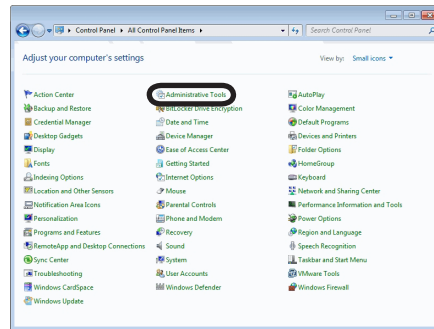 Control Panel ▸ All Control Panel Items ▸
Search Control Panel
Adjust your computer's settings
View by: Small icons
Action Center
Administrative Tools
AutoPlay
Backup and Restore
BitLocker Drive Encryption
Color Management
Credential Manager
Date and Time
Default Programs
Desktop Gadgets
Device Manager
Devices and Printers
Display
Ease of Access Center
Folder Options
Fonts
Getting Started
HomeGroup
Indexing Options
Internet Options
Keyboard
Location and Other Sensors
Mouse
Network and Sharing Center
Notification Area Icons
Parental Controls
Performance Information and Tools
Personalization
Phone and Modem
Power Options
Programs and Features
Recovery
Region and Language
RemoteApp and Desktop Connections
Sound
Speech Recognition
Sync Center
System
Taskbar and Start Menu
Troubleshooting
User Accounts
VMware Tools
Windows CardSpace
Windows Defender
Windows Firewall
Windows Update